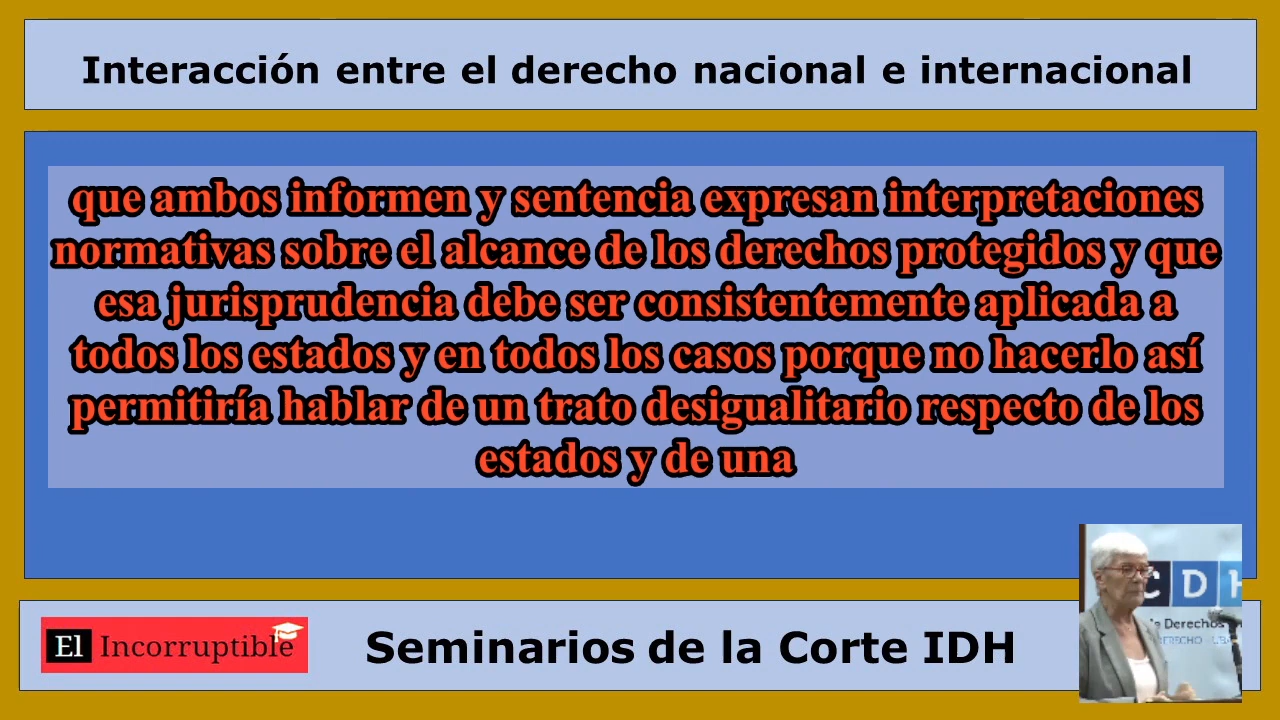 Interacción entre el derecho nacional e internacional
que ambos informen y sentencia expresan interpretaciones
normativas sobre el alcance de los derechos protegidos y que
esa jurisprudencia debe ser consistentemente aplicada a
todos los estados y en todos los casos porque no hacerlo así
permitiría hablar de un trato desigualitario respecto de los
estados y de una
El Incorruptible
Seminarios de la Corte IDH
CDH
Derechos
DERECHO